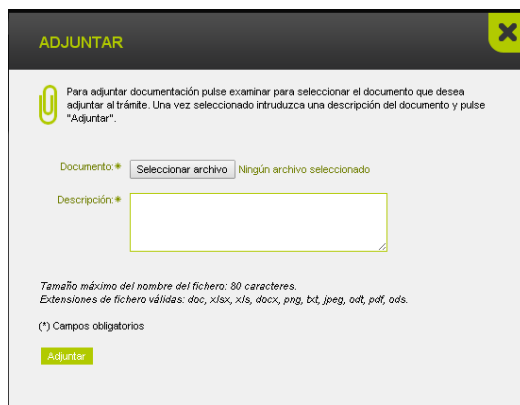 ADJUNTAR
Para adjuntar documentación pulse examinar para seleccionar el documento que desea
adjuntar al trámite. Una vez seleccionado intruduzca una descripción del documento y pulse
"Adjuntar".
Documento:* Seleccionar archivo Ningún archivo seleccionado
Descripción:*
Tamaño máximo del nombre del fichero: 80 caracteres.
Extensiones de fichero válidas: doc, xlsx, xls, docx, png, txt, jpeg, odt, pdf, ods.
(*) Campos obligatorios
Adjuntar